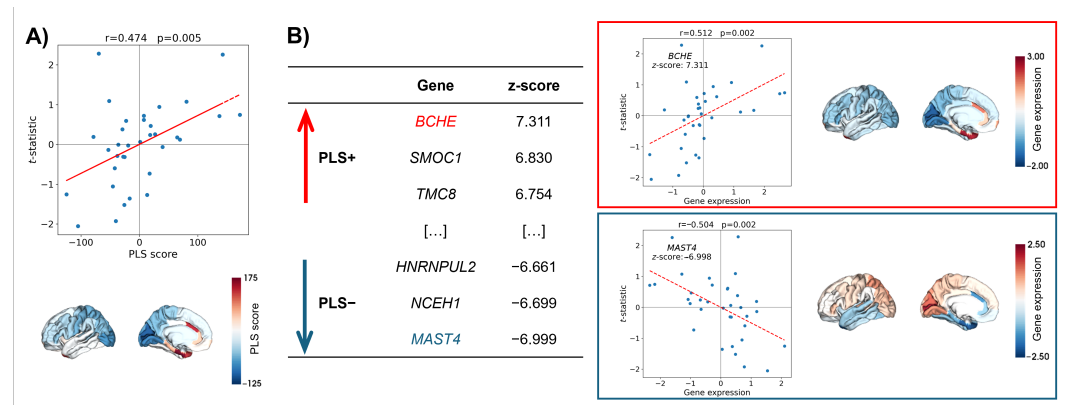 A)
r=0.474 p=0.005
2
1
0
−1
−2
t-statistic
−100
0
100
PLS score
175
PLS score
−125
B)
Gene z-score
BCHE 7.311
PLS+ SMOC1 6.830
TMC8 6.754
[...] [...]
HNRNPUL2 −6.661
PLS− NCEH1 −6.699
MAST4 −6.999
r=0.512 p=0.002
BCHE
z-score: 7.311
2
1
0
−1
−2
t-statistic
−1
0
1
2
Gene expression
3.00
Gene expression
−2.00
r=−0.504 p=0.002
MAST4
z-score:−6.998
2
1
0
−1
−2
t-statistic
−2
−1
0
1
2
Gene expression
2.50
Gene expression
−2.50